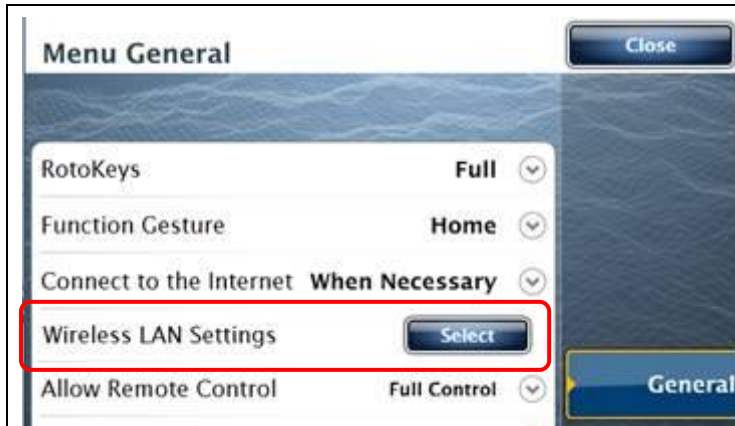 Menu General
Close
RotoKeys Full
Function Gesture Home
Connect to the Internet When Necessary
Wireless LAN Settings Select
Allow Remote Control Full Control
General